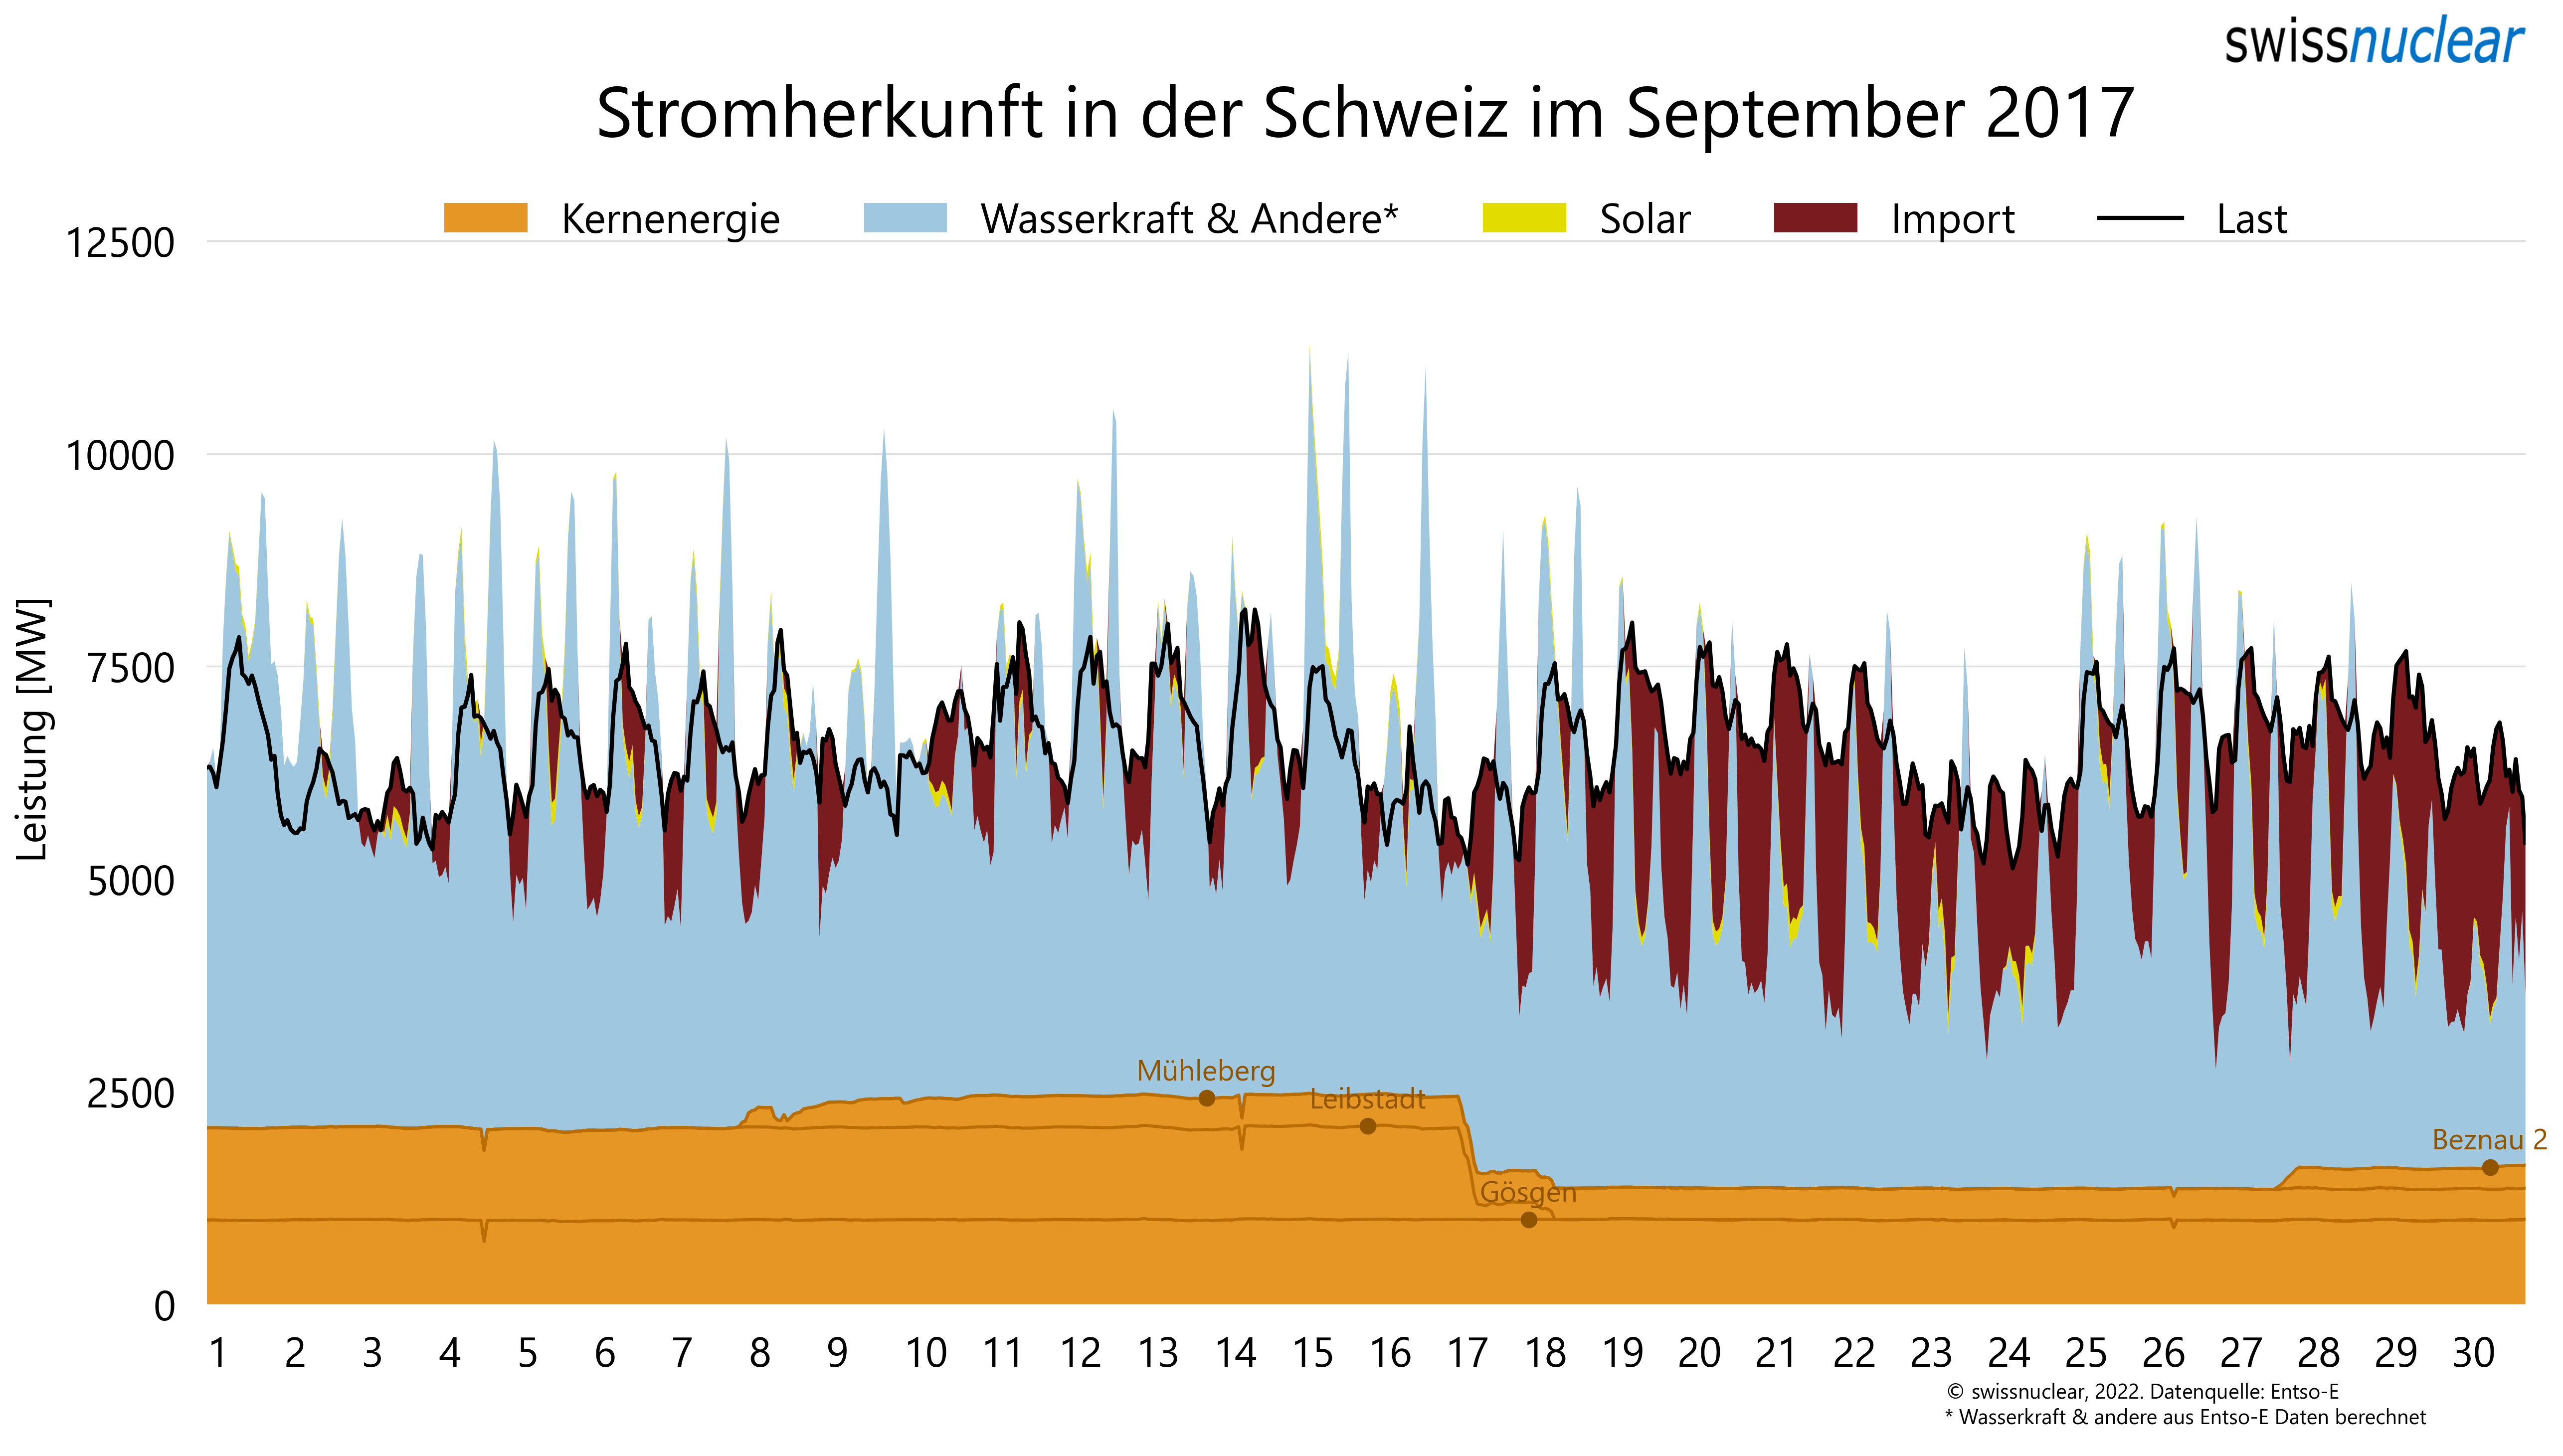 swissnuclear
Stromherkunft in der Schweiz im September 2017
Kernenergie Wasserkraft & Andere* Solar Import Last
12500
10000
7500
5000
2500
0
Leistung [MW]
Mühleberg
Leibstadt
Gösgen
Beznau 2
1 2 3 4 5 6 7 8 9 10 11 12 13 14 15 16 17 18 19 20 21 22 23 24 25 26 27 28 29 30
© swissnuclear, 2022. Datenquelle: Entso-E
* Wasserkraft & andere aus Entso-E Daten berechnet